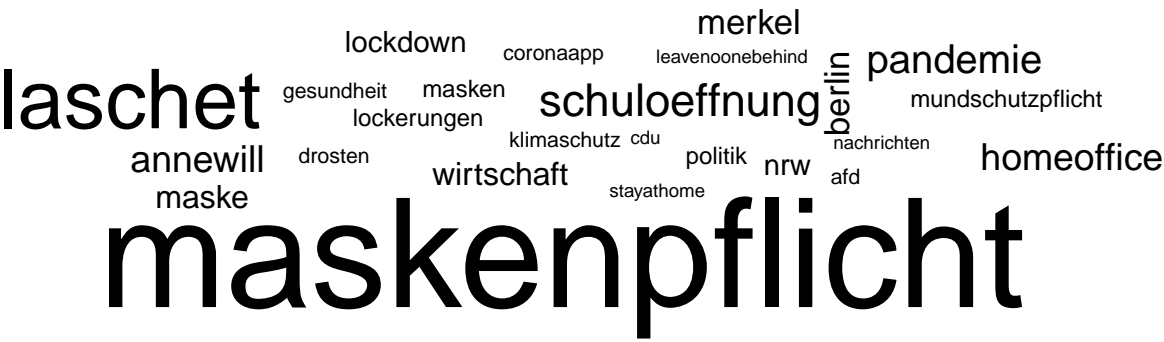 merkel
lockdown
coronaapp
leavenoonebehind
berlin
pandemie
laschet
gesundheit
masken
schuloeffnung
mundschutzpflicht
lockerungen
klimaschutz
cdu
nachrichten
annewill
drosten
politik
nrw
homeoffice
wirtschaft
afd
maske
stayathome
maskenpflicht